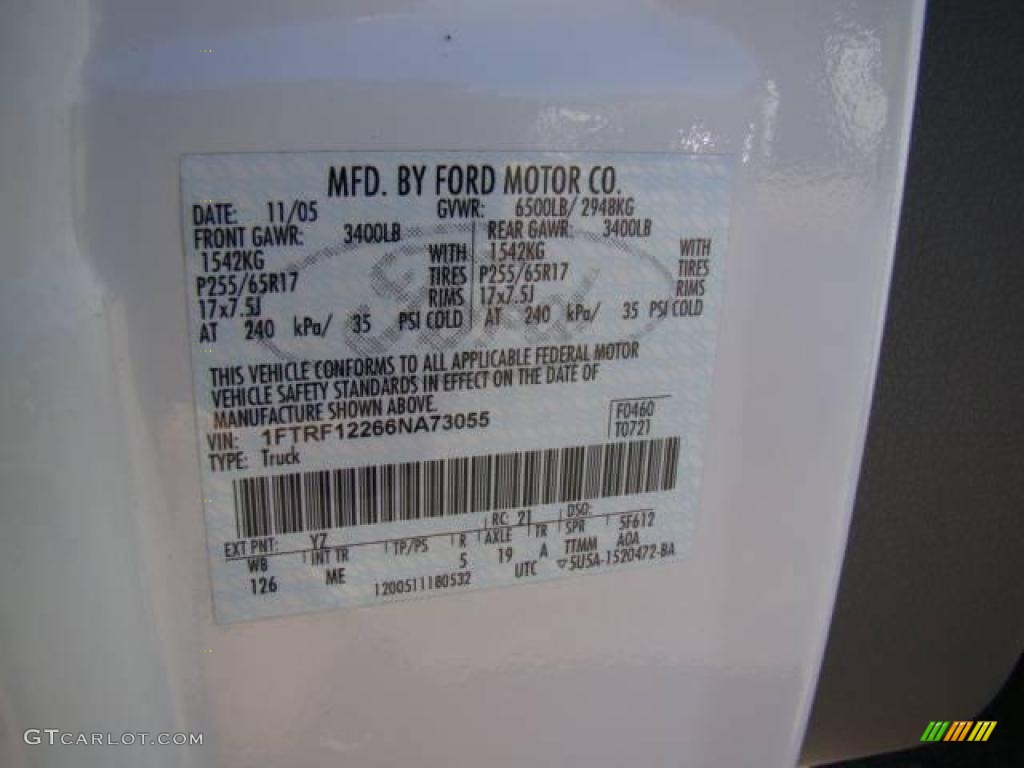 MFD. BY FORD MOTOR CO.
DATE: 11/05 GVWR: 6500LB/ 2948KG
FRONT GAWR: 3400LB REAR GAWR: 3400LB
1542KG WITH 1542KG WITH
P255/65R17 TIRES P255/65R17 TIRES
17x7.5J RIMS 17x7.5J RIMS
AT 240 kPa/ 35 PSI COLD AT 240 kPa/ 35 PSI COLD
THIS VEHICLE CONFORMS TO ALL APPLICABLE FEDERAL MOTOR
VEHICLE SAFETY STANDARDS IN EFFECT ON THE DATE OF
MANUFACTURE SHOWN ABOVE.
VIN: 1FTRF12266NA73055 F0460
TYPE: Truck T0721
EXT PNT: YZ RC: 21 DSO:
WB INT TR TP/PS R AXLE TR SPR 5F612
126 ME 5 19 A TTMM A0A
1200511180532 UTC ▽5U5A-1520472-BA
Ford
GTCARLOT.COM